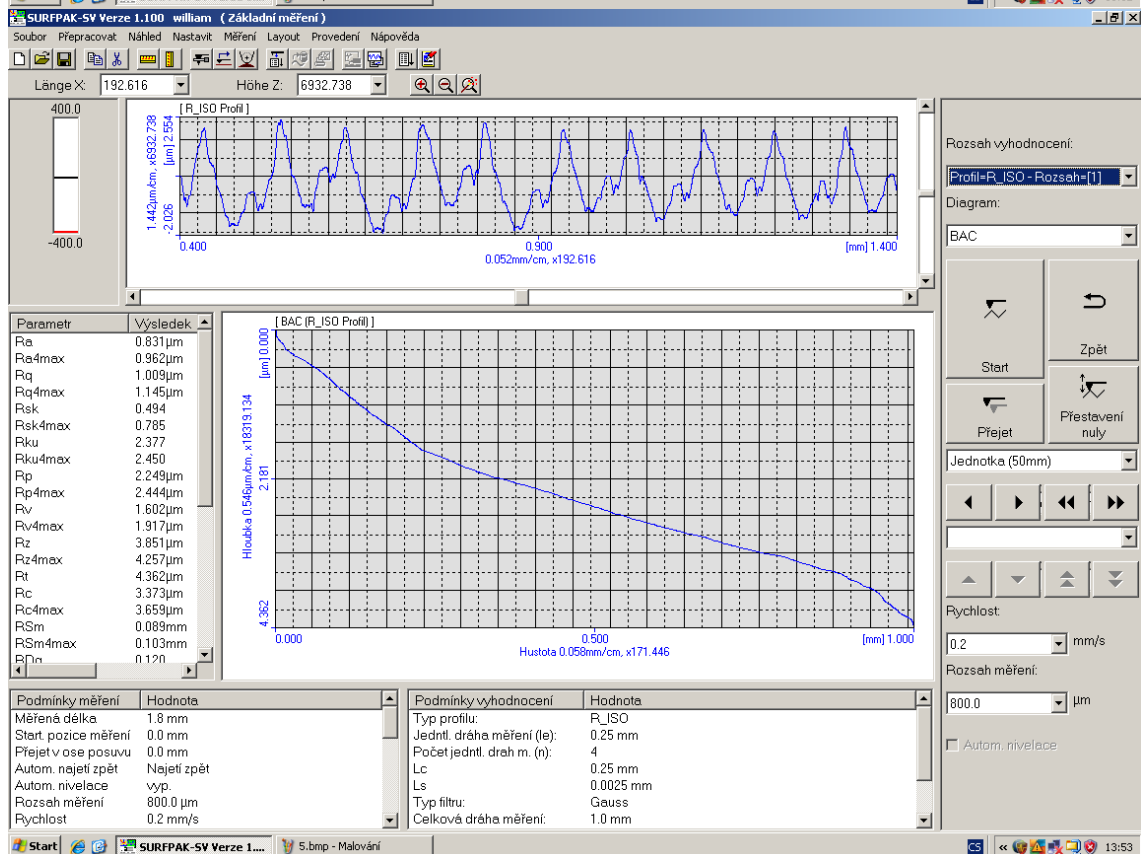 SURFPAK-SV Verze 1.100 william ( Základní měření )
Soubor Přepracovat Náhled Nastavit Měření Layout Provedení Nápověda
Länge X: 192.616 Höhe Z: 6932.738
400.0
-400.0
[ R_ISO Profil ]
1.442µm/cm, x6932.738
-2.026 [µm] 2.554
0.400 0.900 [mm] 1.400
0.052mm/cm, x192.616
Parametr Výsledek
Ra 0.831µm
Ra4max 0.962µm
Rq 1.009µm
Rq4max 1.145µm
Rsk 0.494
Rsk4max 0.785
Rku 2.377
Rku4max 2.450
Rp 2.249µm
Rp4max 2.444µm
Rv 1.602µm
Rv4max 1.917µm
Rz 3.851µm
Rz4max 4.257µm
Rt 4.362µm
Rc 3.373µm
Rc4max 3.659µm
RSm 0.089mm
RSm4max 0.103mm
RDq 0.120
[ BAC (R_ISO Profil) ]
Hloubka 0.546µm/cm, x18319.134
4.362 2.181 [µm] 0.000
0.000 0.500 [mm] 1.000
Hustota 0.058mm/cm, x171.446
Rozsah vyhodnocení:
Profil=R_ISO - Rozsah=[1]
Diagram:
BAC
Start
Zpět
Přejet
Přestavení
nuly
Jednotka (50mm)
Rychlost:
0.2 mm/s
Rozsah měření:
800.0 µm
Autom. nivelace
Podmínky měření Hodnota
Měřená délka 1.8 mm
Start. pozice měření 0.0 mm
Přejet v ose posuvu 0.0 mm
Autom. najetí zpět Najetí zpět
Autom. nivelace vyp.
Rozsah měření 800.0 µm
Rychlost 0.2 mm/s
Podmínky vyhodnocení Hodnota
Typ profilu: R_ISO
Jedntl. dráha měření (le): 0.25 mm
Počet jedntl. drah m. (n): 4
Lc 0.25 mm
Ls 0.0025 mm
Typ filtru: Gauss
Celková dráha měření: 1.0 mm
Start SURFPAK-SV Verze 1.... 5.bmp - Malování CS « 13:53